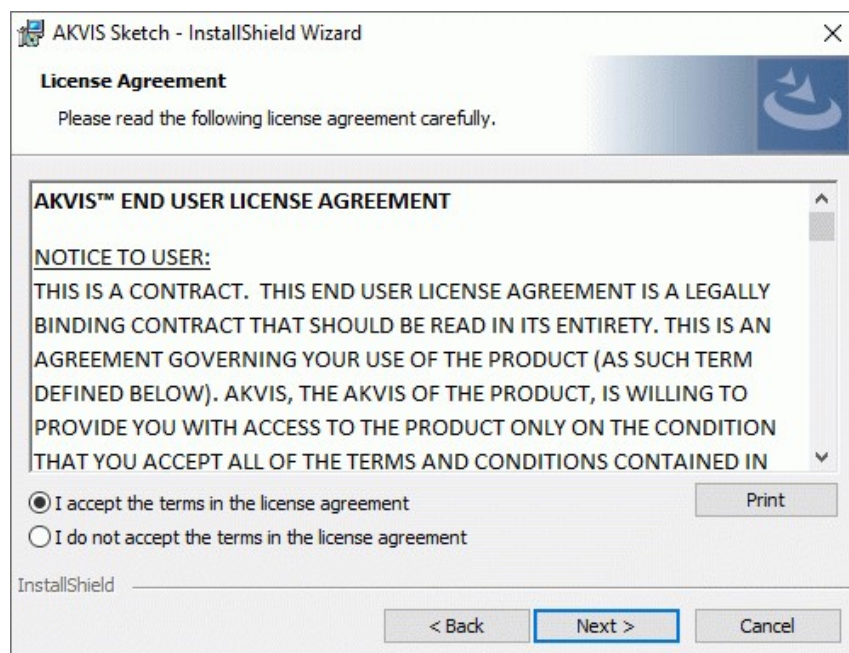 AKVIS Sketch - InstallShield Wizard
License Agreement
Please read the following license agreement carefully.
AKVIS™ END USER LICENSE AGREEMENT
NOTICE TO USER:
THIS IS A CONTRACT.  THIS END USER LICENSE AGREEMENT IS A LEGALLY
BINDING CONTRACT THAT SHOULD BE READ IN ITS ENTIRETY. THIS IS AN
AGREEMENT GOVERNING YOUR USE OF THE PRODUCT (AS SUCH TERM
DEFINED BELOW). AKVIS, THE AKVIS OF THE PRODUCT, IS WILLING TO
PROVIDE YOU WITH ACCESS TO THE PRODUCT ONLY ON THE CONDITION
THAT YOU ACCEPT ALL OF THE TERMS AND CONDITIONS CONTAINED IN
I accept the terms in the license agreement
Print
I do not accept the terms in the license agreement
InstallShield
< Back
Next >
Cancel